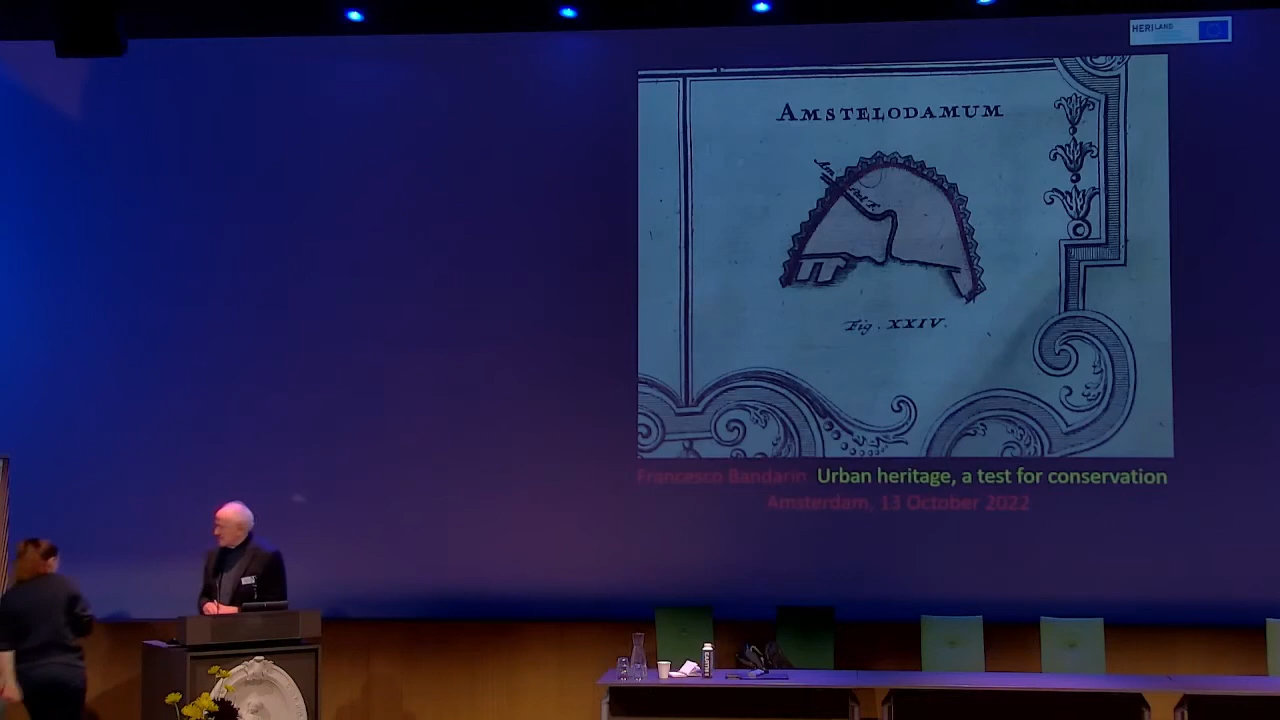 HERILAND
AMSTELODAMUM
Fig. XXIV.
Francesco Bandarin Urban heritage, a test for conservation
Amsterdam, 13 October 2022